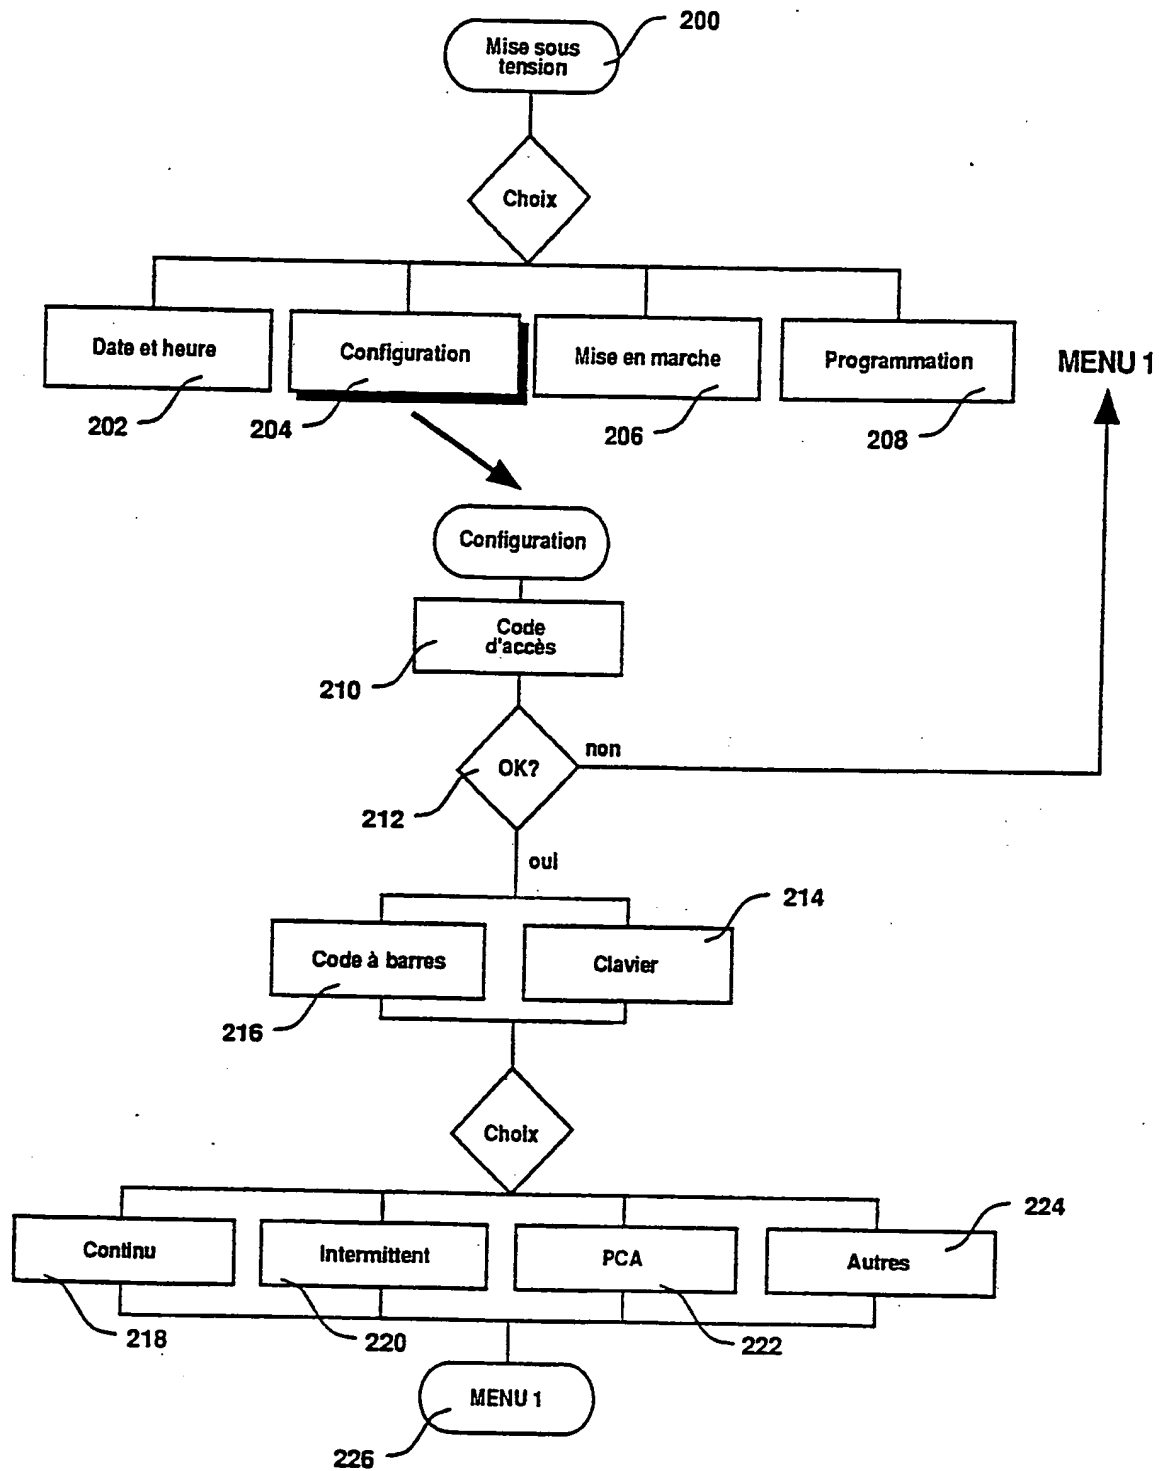 200
Mise sous
tension
Choix
Date et heure
Configuration
Mise en marche
Programmation
MENU 1
202
204
206
208
Configuration
Code
d'accès
210
OK?
non
212
oui
214
Code à barres
Clavier
216
Choix
224
Continu
Intermittent
PCA
Autres
218
220
222
MENU 1
226